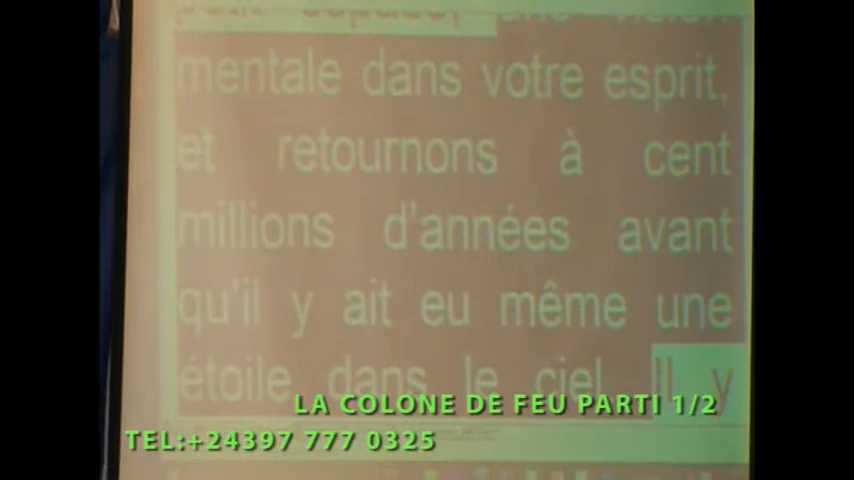 mentale dans votre esprit,
et retournons à cent
millions d'années avant
qu'il y ait eu même une
étoile dans le ciel Il y
LA COLONE DE FEU PARTI 1/2
TEL:+24397 777 0325